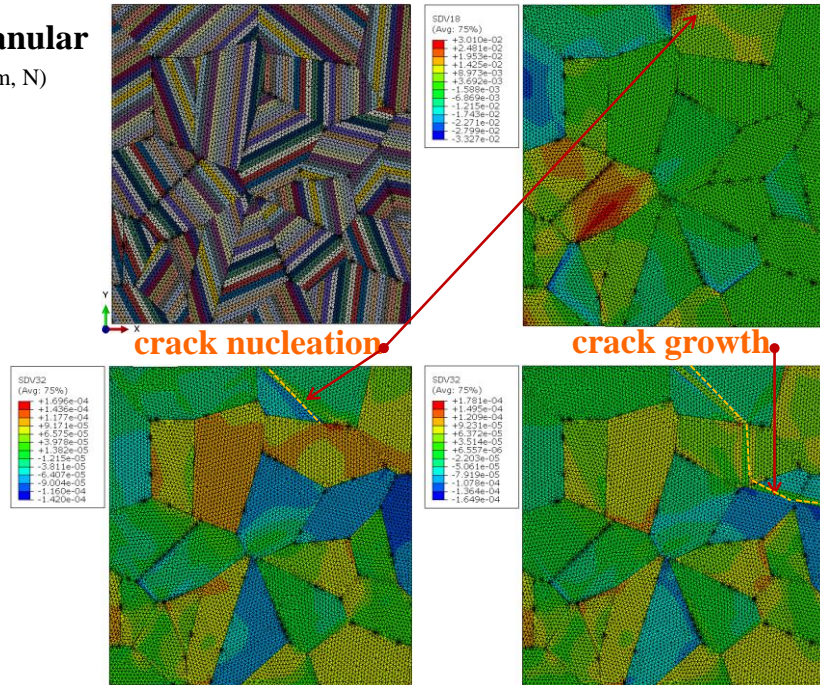 anular
m, N)
SDV18
(Avg: 75%)
+3.010e-02
+2.481e-02
+1.953e-02
+1.425e-02
+8.973e-03
+3.692e-03
-1.588e-03
-6.869e-03
-1.215e-02
-1.743e-02
-2.271e-02
-2.799e-02
-3.327e-02
Y
X
crack nucleation
crack growth
SDV32
(Avg: 75%)
+1.696e-04
+1.436e-04
+1.177e-04
+9.171e-05
+6.575e-05
+3.978e-05
+1.382e-05
-1.215e-05
-3.811e-05
-6.407e-05
-9.004e-05
-1.160e-04
-1.420e-04
SDV32
(Avg: 75%)
+1.781e-04
+1.495e-04
+1.209e-04
+9.231e-05
+6.372e-05
+3.514e-05
+6.557e-06
-2.203e-05
-5.061e-05
-7.919e-05
-1.078e-04
-1.364e-04
-1.649e-04